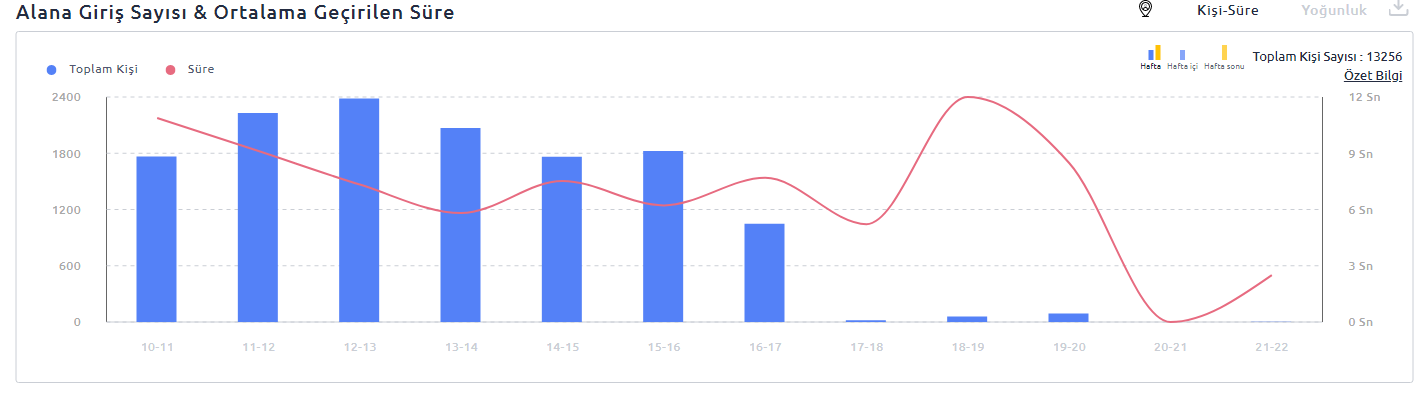 Alana Giriş Sayısı & Ortalama Geçirilen Süre
Kişi-Süre Yoğunluk
Toplam Kişi Süre
Hafta Hafta içi Hafta sonu Toplam Kişi Sayısı : 13256
Özet Bilgi
2400 12 Sn
1800 9 Sn
1200 6 Sn
600 3 Sn
0 0 Sn
10-11 11-12 12-13 13-14 14-15 15-16 16-17 17-18 18-19 19-20 20-21 21-22